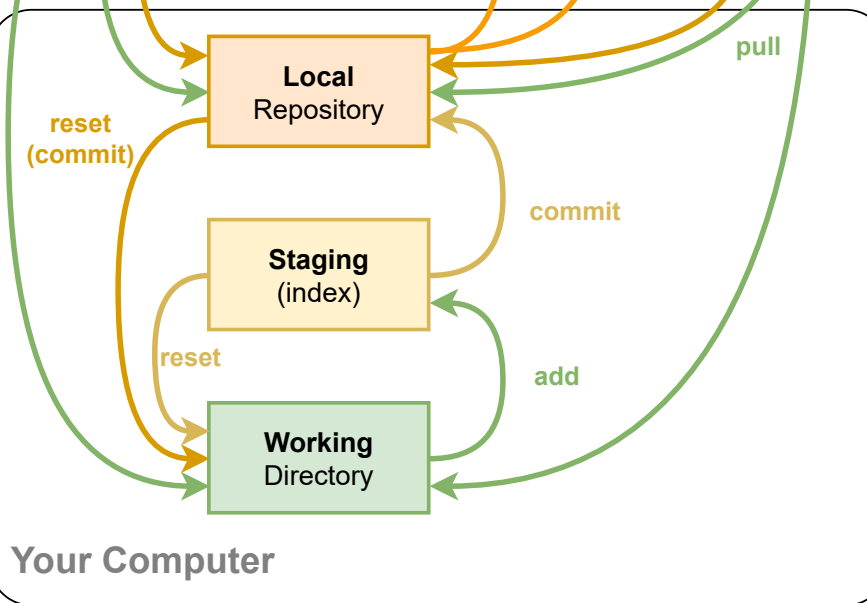 pull
Local
Repository
reset
(commit)
commit
Staging
(index)
reset
add
Working
Directory
Your Computer